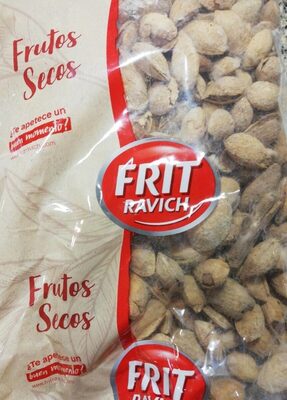 Frutos
Secos
¿Te apetece un
buen momento?
FRIT
RAVICH
Frutos
Secos
¿Te apetece un
buen momento?
FRIT